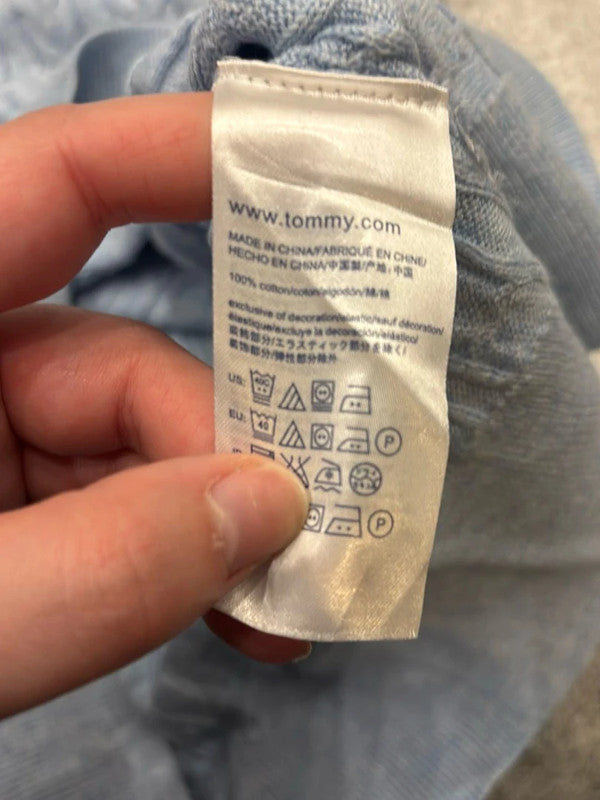 www.tommy.com
MADE IN CHINA/FABRIQUÉ EN CHINE/
HECHO EN CHINA/中国製/产地: 中国
100% cotton/coton/algodón/綿/棉
exclusive of decoration/elastic/sauf décoration/
élastique/excluye la decoración/elástico/
装飾部分/エラスティック部分を除く/
装饰部分/弹性部分除外
US: 40C
EU: 40 P
P